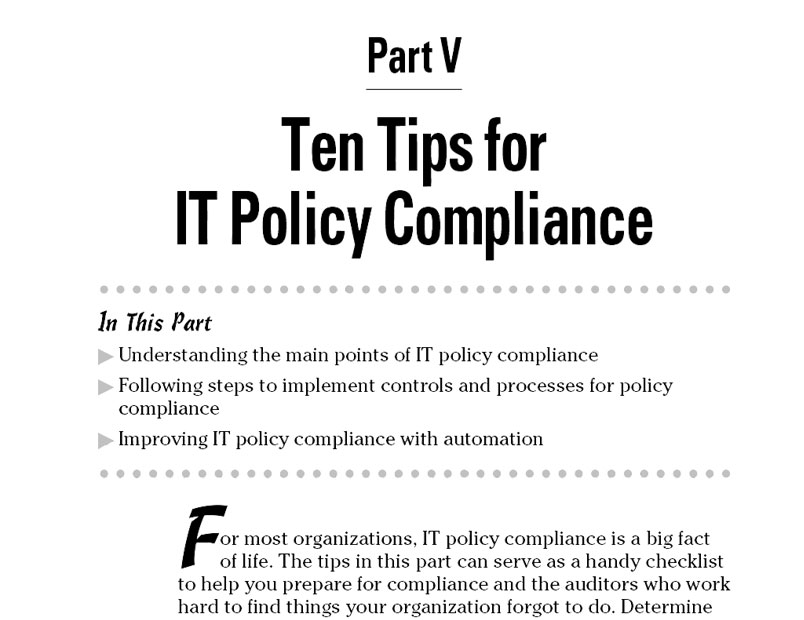 Part V
Ten Tips for
IT Policy Compliance
In This Part
Understanding the main points of IT policy compliance
Following steps to implement controls and processes for policy
compliance
Improving IT policy compliance with automation
For most organizations, IT policy compliance is a big fact
of life. The tips in this part can serve as a handy checklist
to help you prepare for compliance and the auditors who work
hard to find things your organization forgot to do. Determine